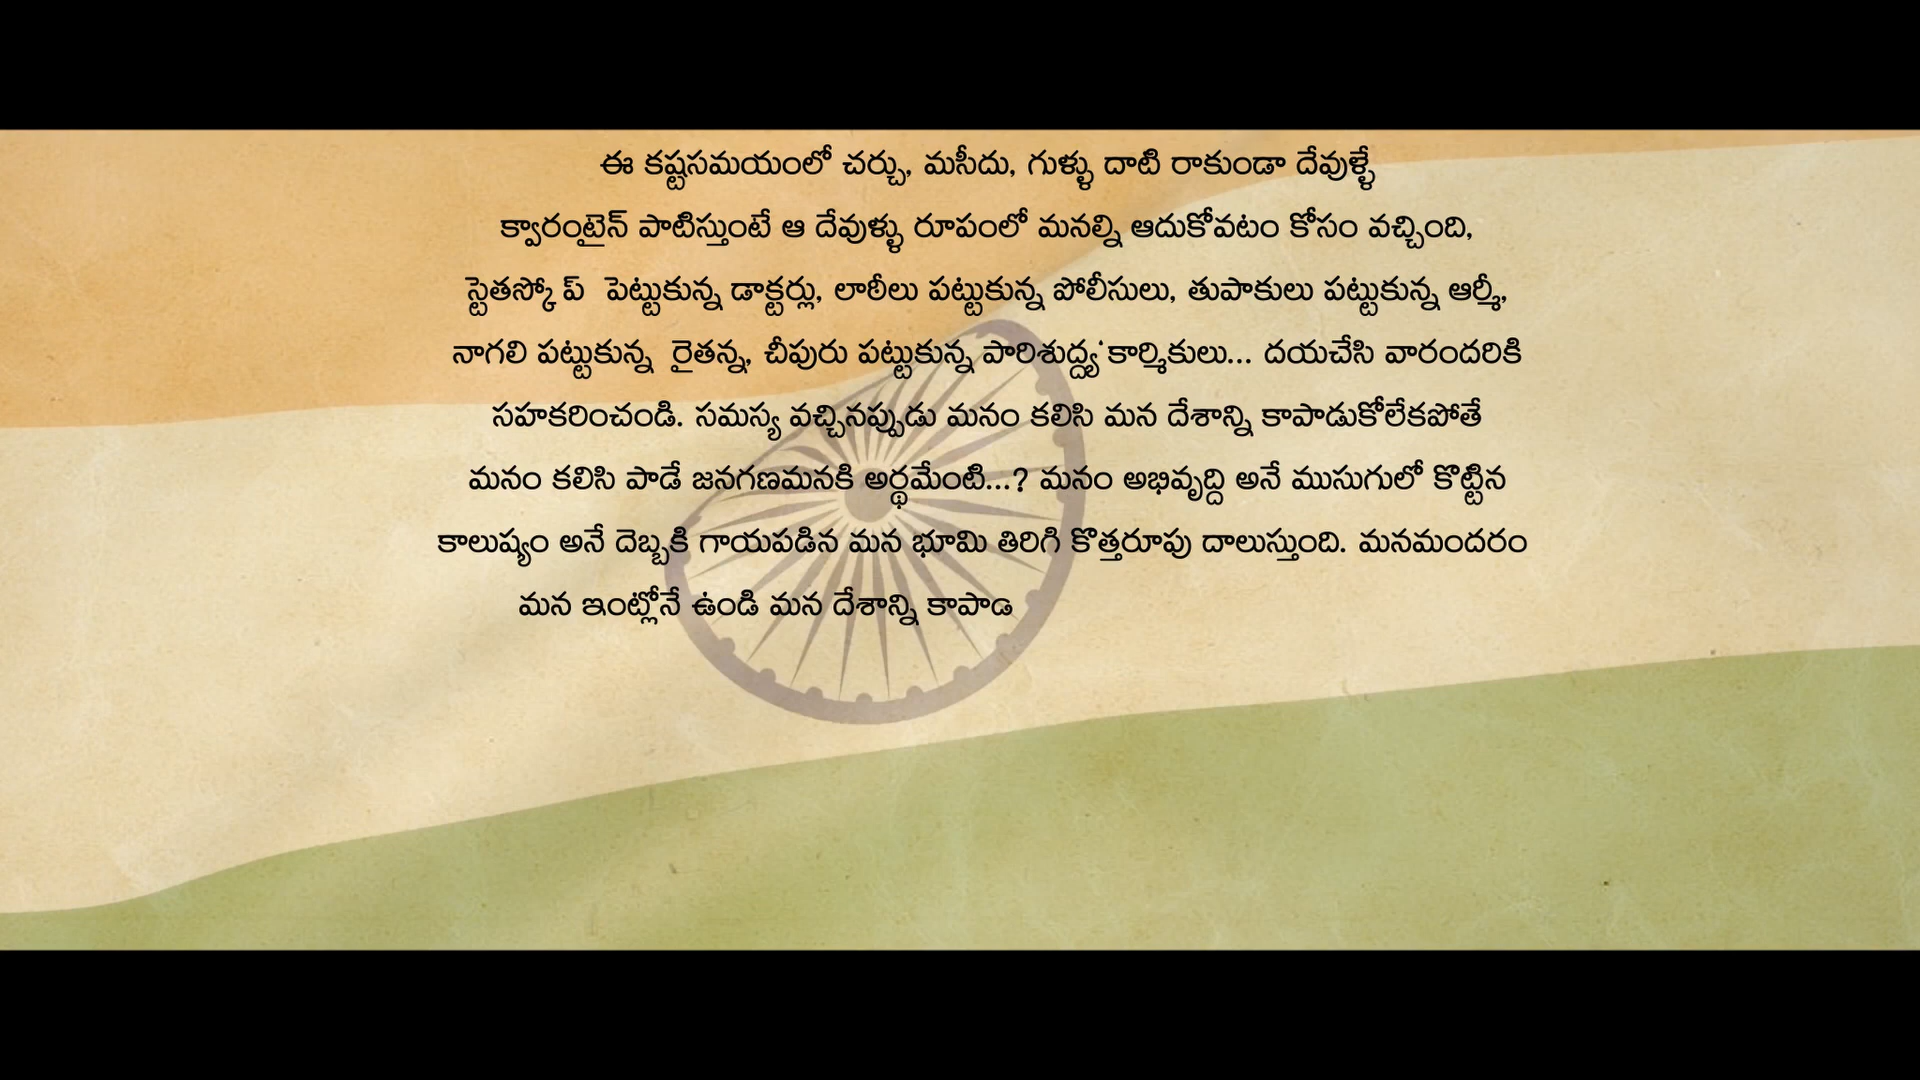 ఈ కష్టసమయంలో చర్చు, మసీదు, గుళ్ళు దాటి రాకుండా దేవుళ్ళే
క్వారంటైన్ పాటిస్తుంటే ఆ దేవుళ్ళు రూపంలో మనల్ని ఆదుకోవటం కోసం వచ్చింది,
స్టెతస్కోప్ పెట్టుకున్న డాక్టర్లు, లాఠీలు పట్టుకున్న పోలీసులు, తుపాకులు పట్టుకున్న ఆర్మీ,
నాగలి పట్టుకున్న రైతన్న, చీపురు పట్టుకున్న పారిశుద్ధ్య కార్మికులు... దయచేసి వారందరికి
సహకరించండి. సమస్య వచ్చినప్పుడు మనం కలిసి మన దేశాన్ని కాపాడుకోలేకపోతే
మనం కలిసి పాడే జనగణమనకి అర్థమేంటి...? మనం అభివృద్ది అనే ముసుగులో కొట్టిన
కాలుష్యం అనే దెబ్బకి గాయపడిన మన భూమి తిరిగి కొత్తరూపు దాలుస్తుంది. మనమందరం
మన ఇంట్లోనే ఉండి మన దేశాన్ని కాపాడ